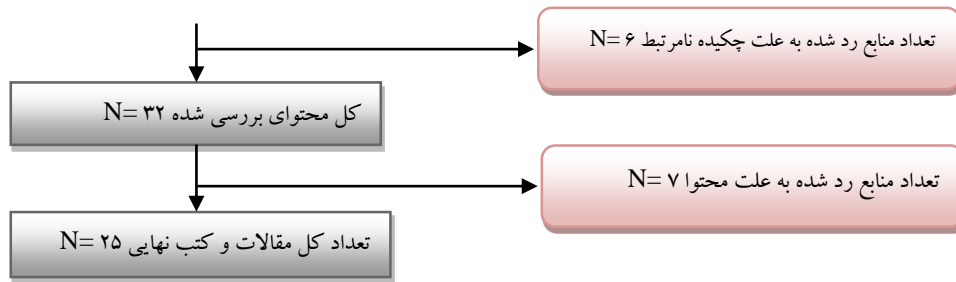 تعداد منابع رد شده به علت چکیده نامرتبط N= ۶
کل محتوای بررسی شده N= ۳۲
تعداد منابع رد شده به علت محتوا N= ۷
تعداد کل مقالات و کتب نهایی N= ۲۵